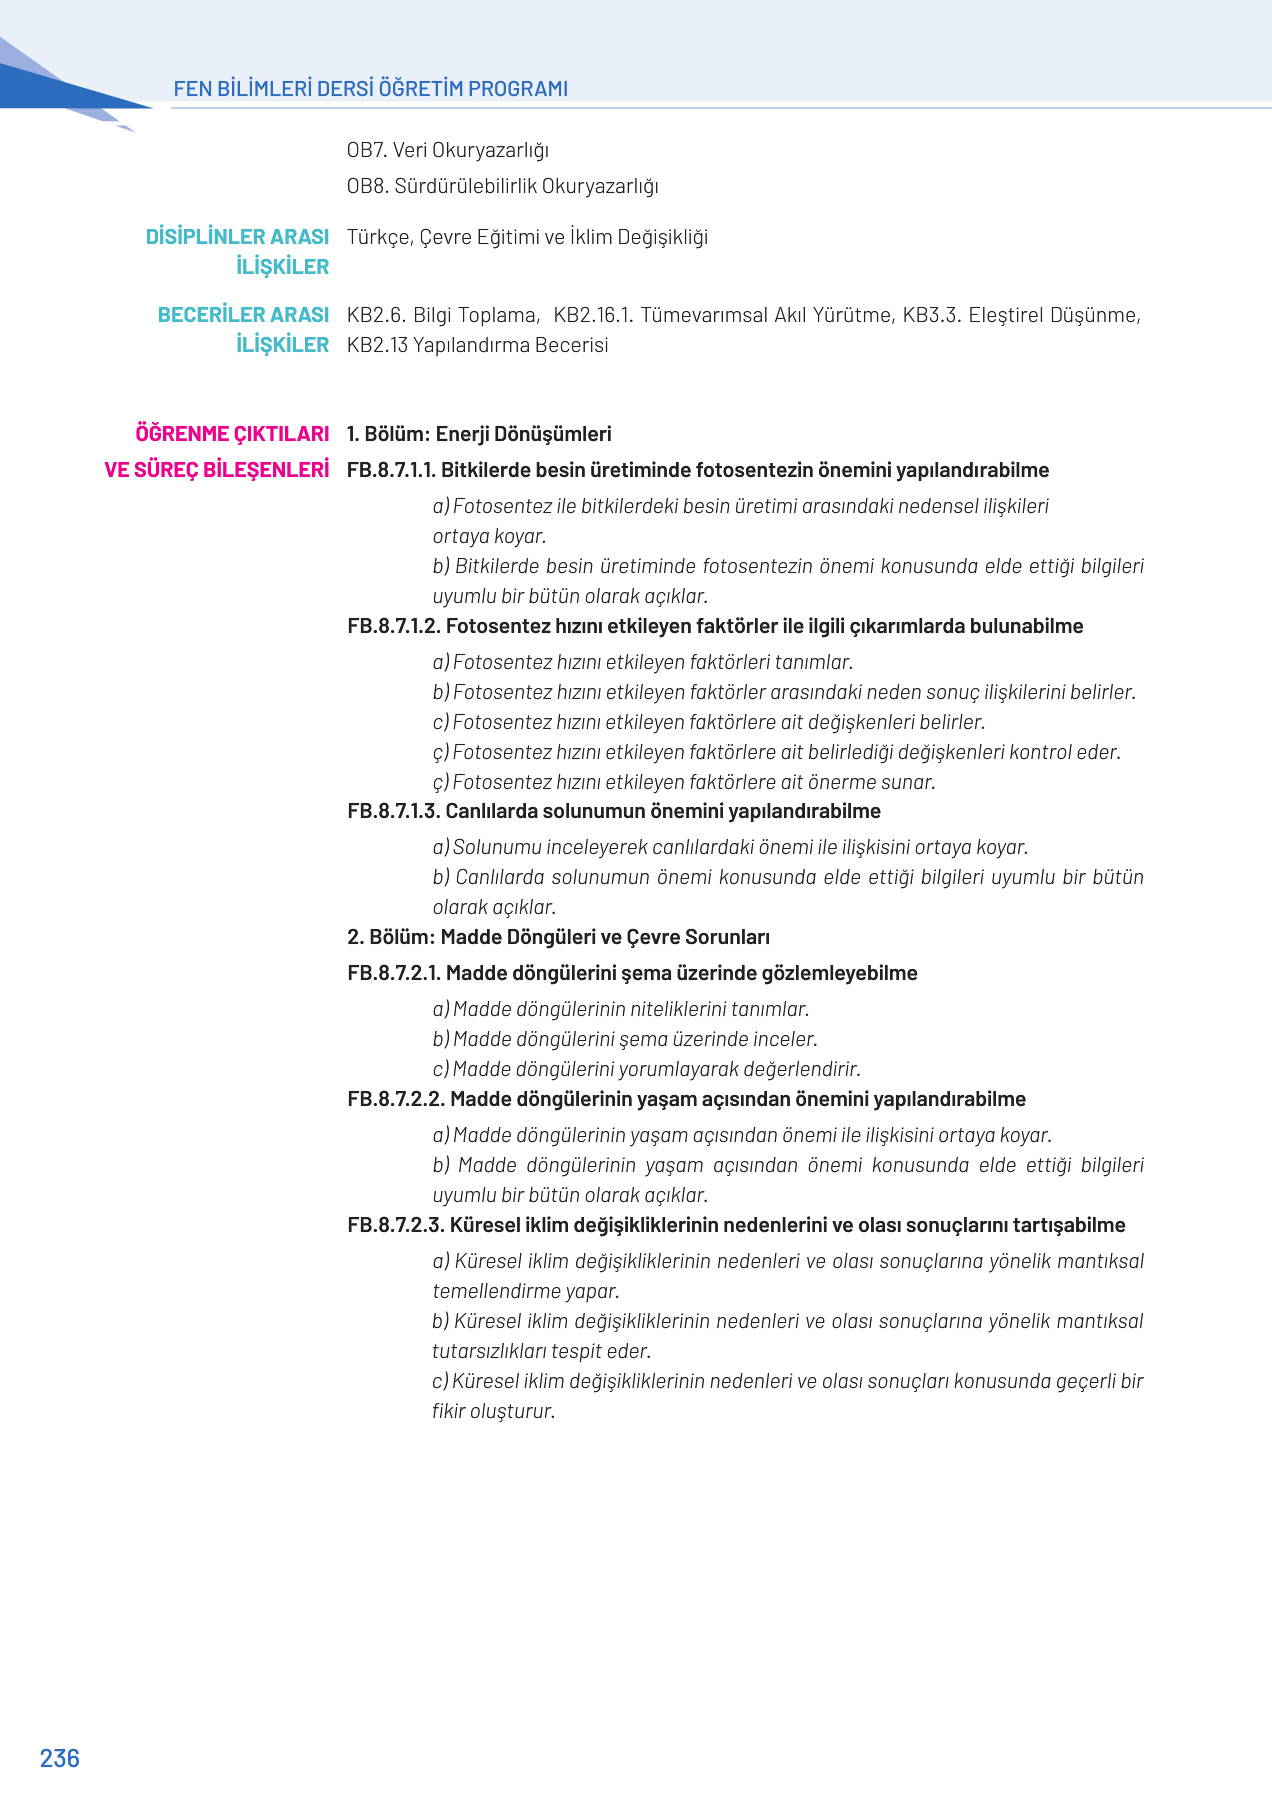 FEN BİLİMLERİ DERSİ ÖĞRETİM PROGRAMI
OB7. Veri Okuryazarlığı
OB8. Sürdürülebilirlik Okuryazarlığı
DİSİPLİNLER ARASI
İLİŞKİLER
Türkçe, Çevre Eğitimi ve İklim Değişikliği
BECERİLER ARASI
İLİŞKİLER
KB2.6. Bilgi Toplama, KB2.16.1. Tümevarımsal Akıl Yürütme, KB3.3. Eleştirel Düşünme,
KB2.13 Yapılandırma Becerisi
ÖĞRENME ÇIKTILARI
VE SÜREÇ BİLEŞENLERİ
1. Bölüm: Enerji Dönüşümleri
FB.8.7.1.1. Bitkilerde besin üretiminde fotosentezin önemini yapılandırabilme
a) Fotosentez ile bitkilerdeki besin üretimi arasındaki nedensel ilişkileri
ortaya koyar.
b) Bitkilerde besin üretiminde fotosentezin önemi konusunda elde ettiği bilgileri
uyumlu bir bütün olarak açıklar.
FB.8.7.1.2. Fotosentez hızını etkileyen faktörler ile ilgili çıkarımlarda bulunabilme
a) Fotosentez hızını etkileyen faktörleri tanımlar.
b) Fotosentez hızını etkileyen faktörler arasındaki neden sonuç ilişkilerini belirler.
c) Fotosentez hızını etkileyen faktörlere ait değişkenleri belirler.
ç) Fotosentez hızını etkileyen faktörlere ait belirlediği değişkenleri kontrol eder.
ç) Fotosentez hızını etkileyen faktörlere ait önerme sunar.
FB.8.7.1.3. Canlılarda solunumun önemini yapılandırabilme
a) Solunumu inceleyerek canlılardaki önemi ile ilişkisini ortaya koyar.
b) Canlılarda solunumun önemi konusunda elde ettiği bilgileri uyumlu bir bütün
olarak açıklar.
2. Bölüm: Madde Döngüleri ve Çevre Sorunları
FB.8.7.2.1. Madde döngülerini şema üzerinde gözlemleyebilme
a) Madde döngülerinin niteliklerini tanımlar.
b) Madde döngülerini şema üzerinde inceler.
c) Madde döngülerini yorumlayarak değerlendirir.
FB.8.7.2.2. Madde döngülerinin yaşam açısından önemini yapılandırabilme
a) Madde döngülerinin yaşam açısından önemi ile ilişkisini ortaya koyar.
b) Madde döngülerinin yaşam açısından önemi konusunda elde ettiği bilgileri
uyumlu bir bütün olarak açıklar.
FB.8.7.2.3. Küresel iklim değişikliklerinin nedenlerini ve olası sonuçlarını tartışabilme
a) Küresel iklim değişikliklerinin nedenleri ve olası sonuçlarına yönelik mantıksal
temellendirme yapar.
b) Küresel iklim değişikliklerinin nedenleri ve olası sonuçlarına yönelik mantıksal
tutarsızlıkları tespit eder.
c) Küresel iklim değişikliklerinin nedenleri ve olası sonuçları konusunda geçerli bir
fikir oluşturur.
236